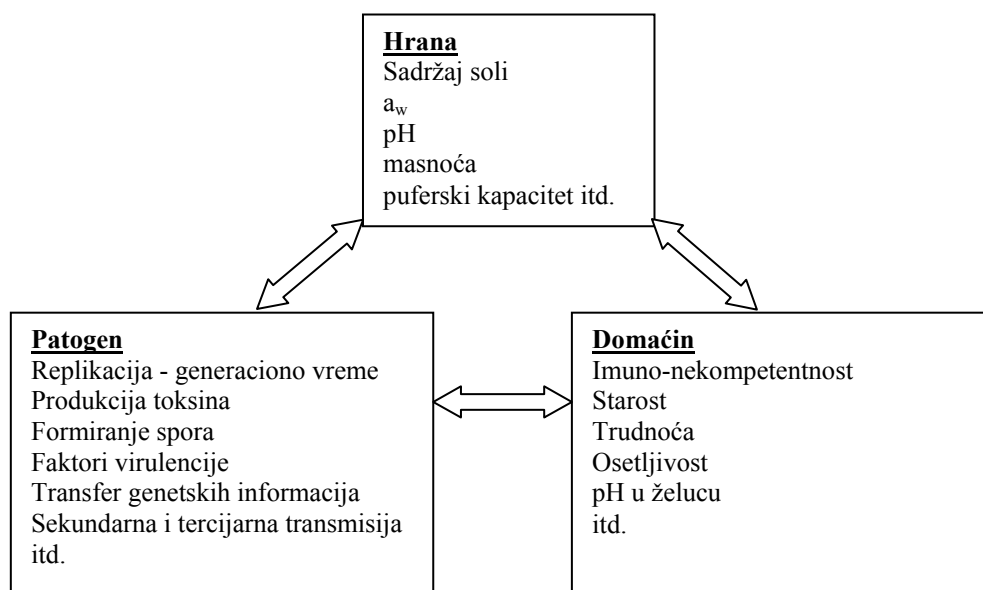 Hrana
Sadržaj soli
a_w
pH
masnoća
puferski kapacitet itd.
Patogen
Replikacija - generaciono vreme
Produkcija toksina
Formiranje spora
Faktori virulencije
Transfer genetskih informacija
Sekundarna i tercijarna transmisija
itd.
Domaćin
Imuno-nekompetentnost
Starost
Trudnoća
Osetljivost
pH u želucu
itd.